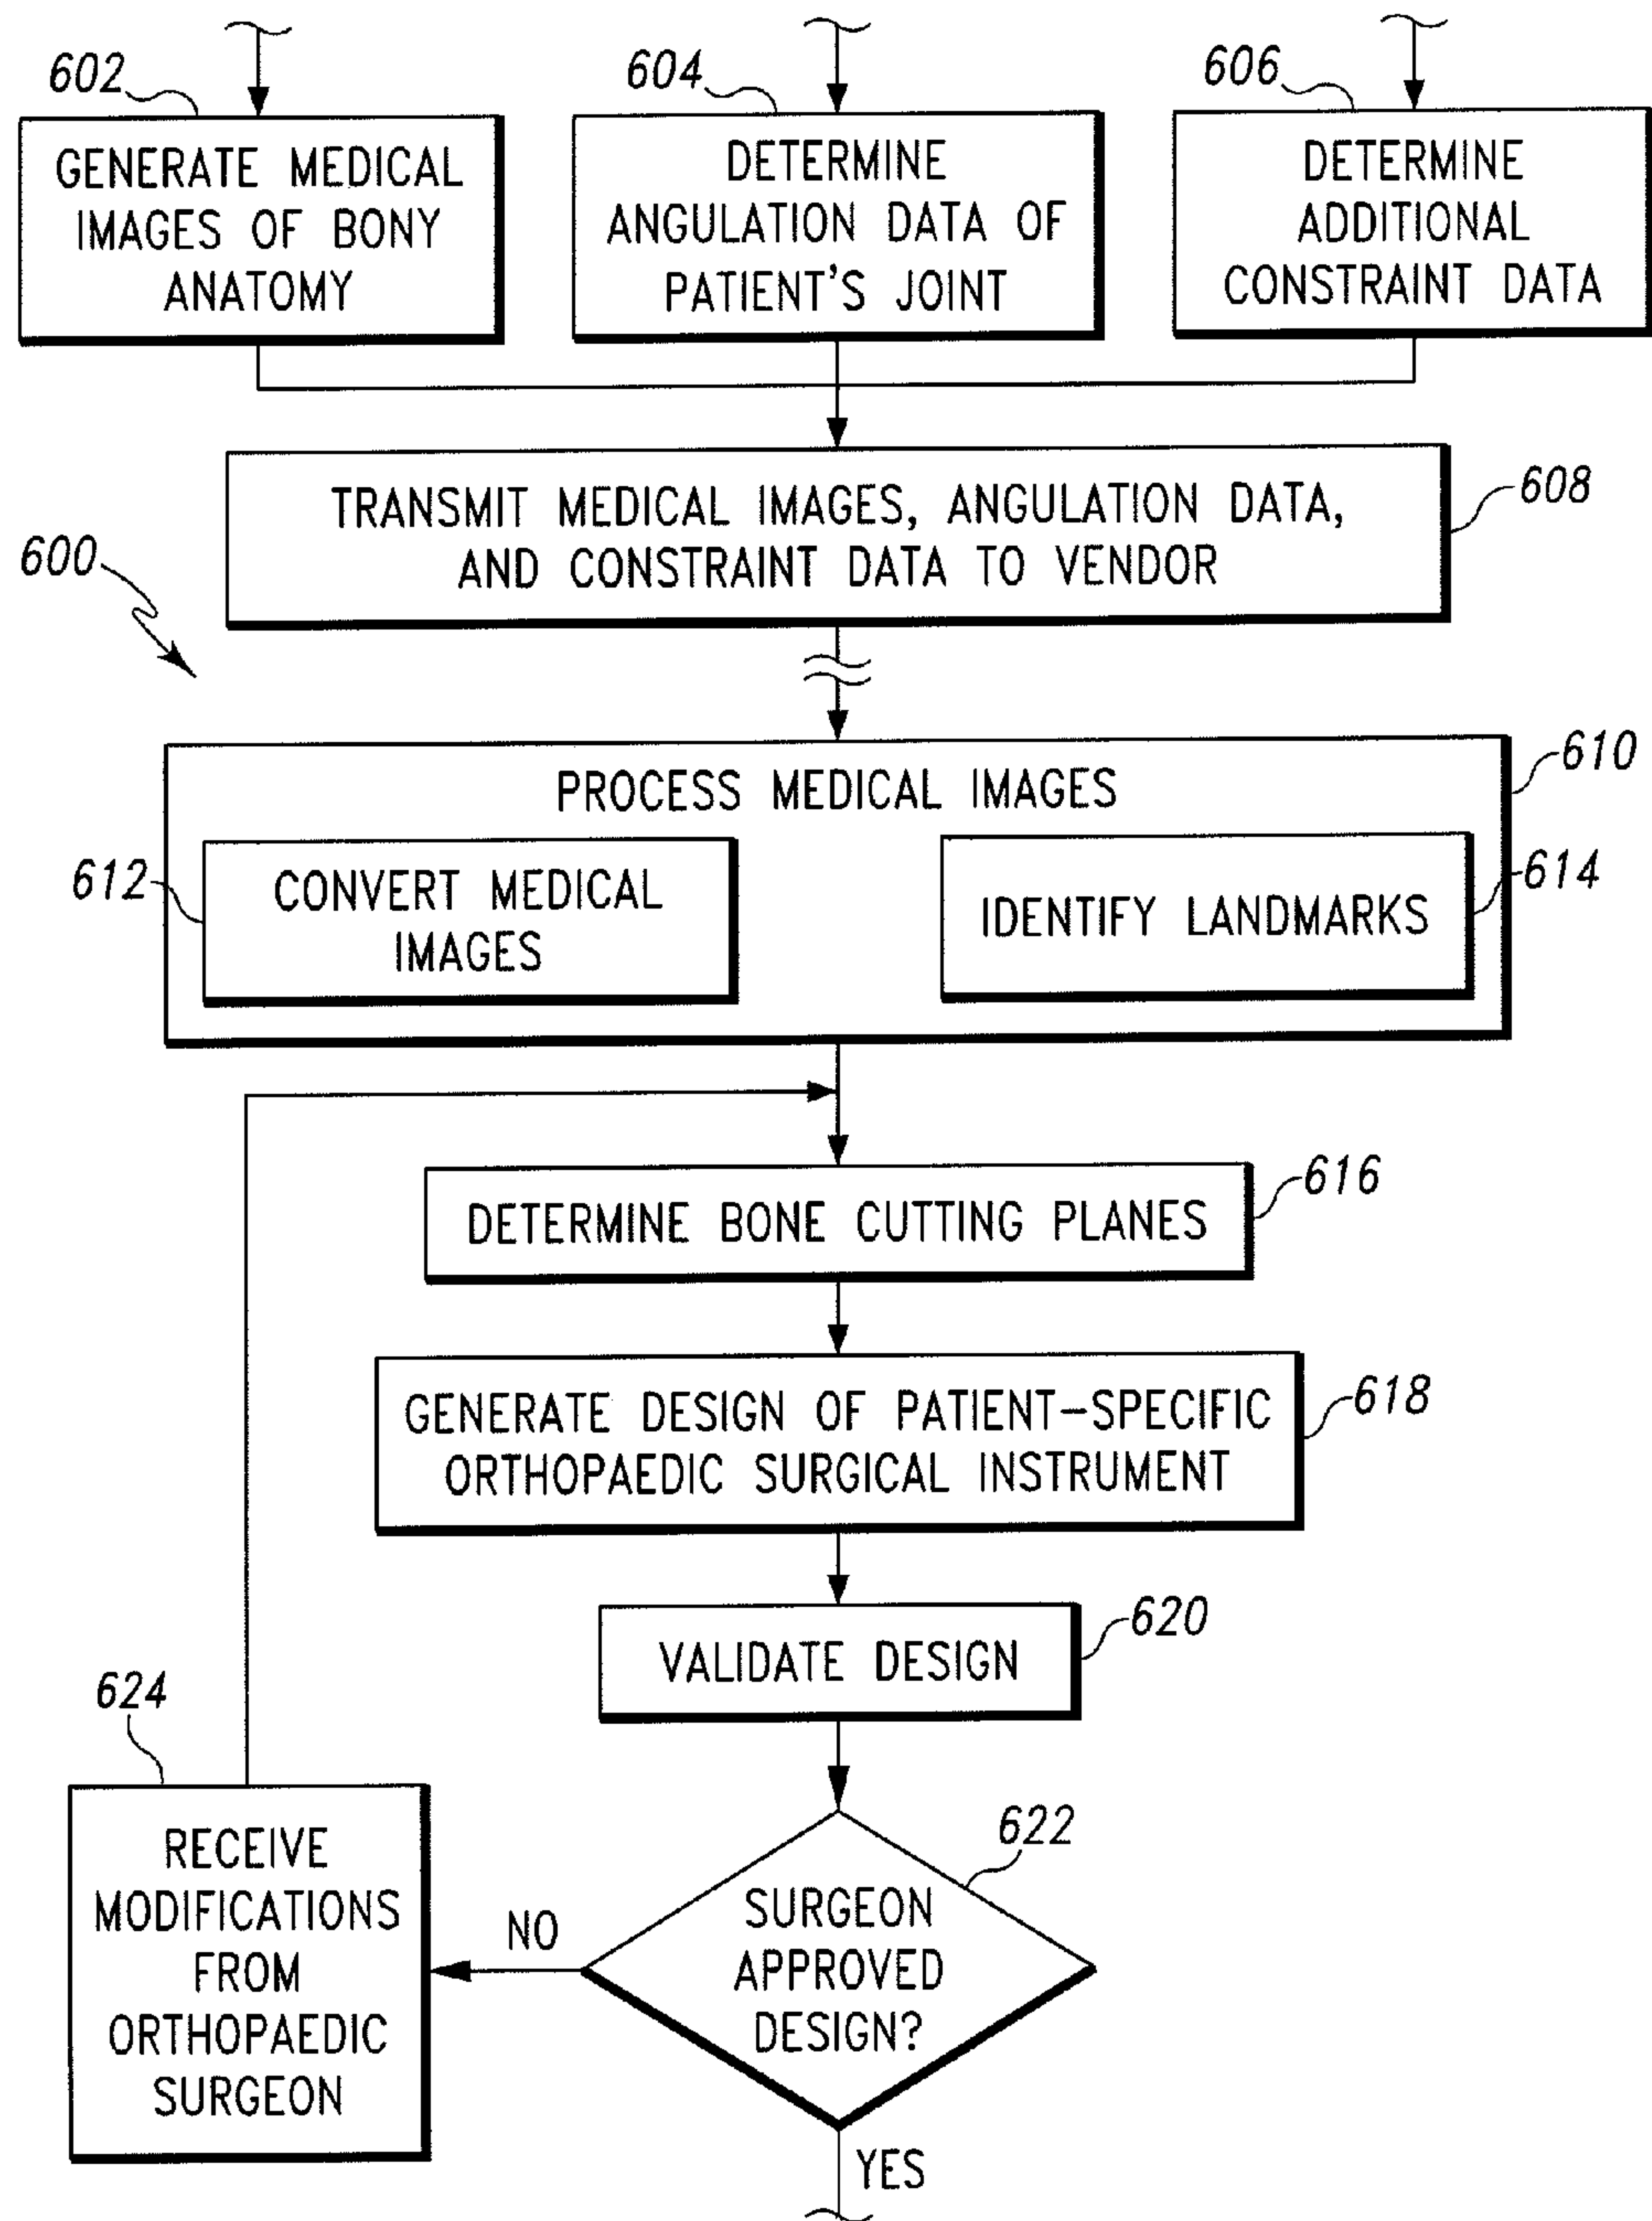 602
GENERATE MEDICAL
IMAGES OF BONY
ANATOMY
604
DETERMINE
ANGULATION DATA OF
PATIENT'S JOINT
606
DETERMINE
ADDITIONAL
CONSTRAINT DATA
608
TRANSMIT MEDICAL IMAGES, ANGULATION DATA,
AND CONSTRAINT DATA TO VENDOR
600
610
PROCESS MEDICAL IMAGES
612
CONVERT MEDICAL
IMAGES
614
IDENTIFY LANDMARKS
616
DETERMINE BONE CUTTING PLANES
618
GENERATE DESIGN OF PATIENT-SPECIFIC
ORTHOPAEDIC SURGICAL INSTRUMENT
620
VALIDATE DESIGN
622
SURGEON
APPROVED
DESIGN?
NO
624
RECEIVE
MODIFICATIONS
FROM
ORTHOPAEDIC
SURGEON
YES